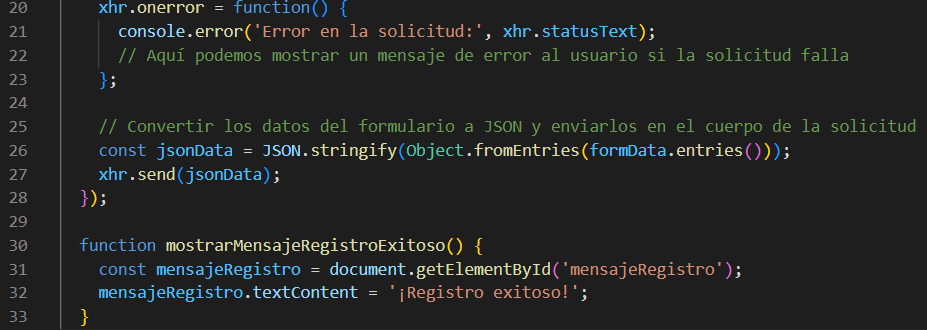 20 xhr.onerror = function() {
21 console.error('Error en la solicitud:', xhr.statusText);
22 // Aquí podemos mostrar un mensaje de error al usuario si la solicitud falla
23 };
24
25 // Convertir los datos del formulario a JSON y enviarlos en el cuerpo de la solicitud
26 const jsonData = JSON.stringify(Object.fromEntries(formData.entries()));
27 xhr.send(jsonData);
28 });
29
30 function mostrarMensajeRegistroExitoso() {
31 const mensajeRegistro = document.getElementById('mensajeRegistro');
32 mensajeRegistro.textContent = '¡Registro exitoso!';
33 }